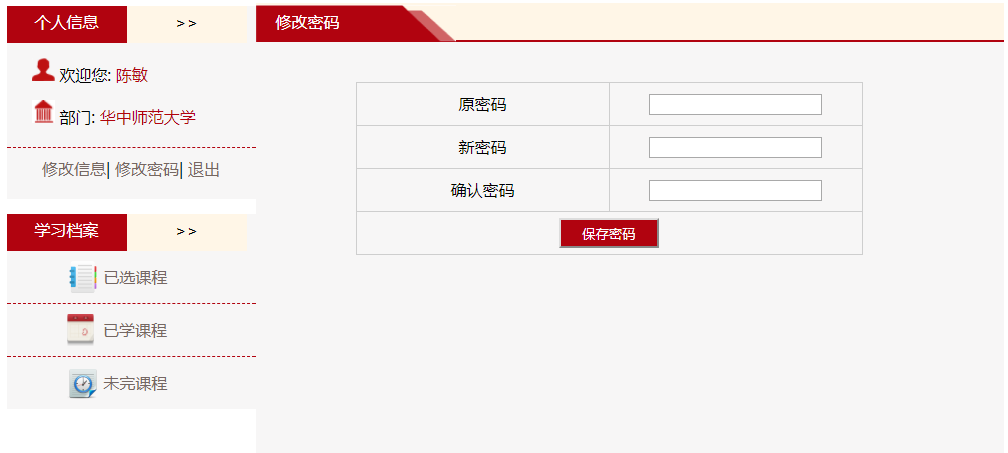 个人信息 >>
欢迎您: 陈敏
部门: 华中师范大学
修改信息| 修改密码| 退出
学习档案 >>
已选课程
已学课程
未完课程
修改密码
原密码
新密码
确认密码
保存密码